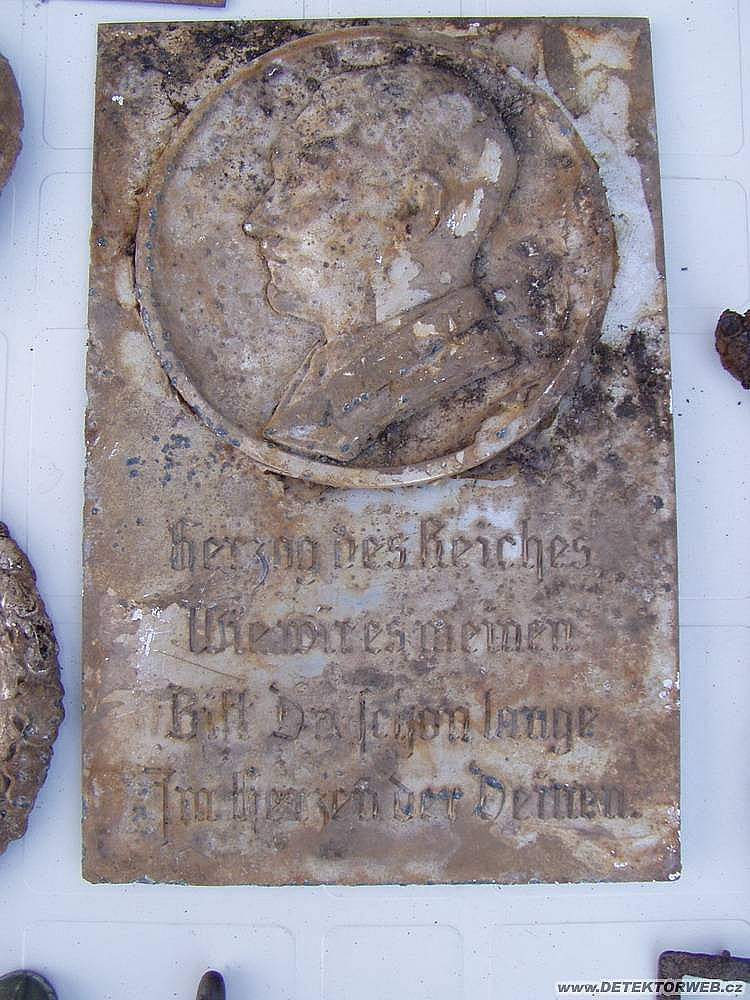 Herzog des Reiches
Wie wir es meinen
Bist Du schon lange
Im Herzen der Deinen.
www.DETEKTORWEB.cz